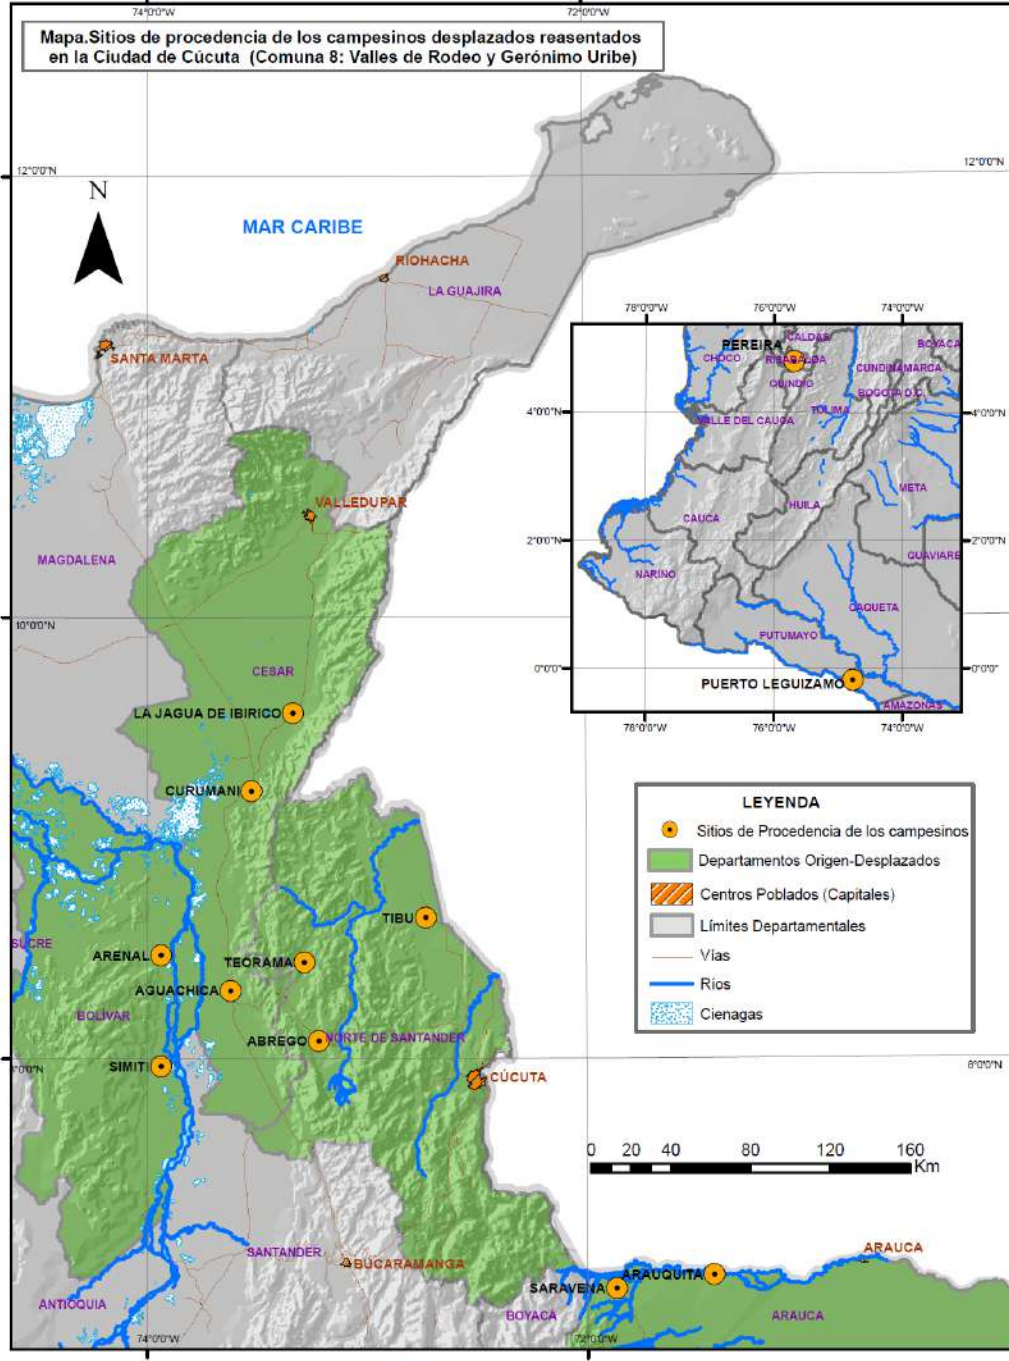 74°0'0"W
72°0'0"W
Mapa.Sitios de procedencia de los campesinos desplazados reasentados
en la Ciudad de Cúcuta (Comuna 8: Valles de Rodeo y Gerónimo Uribe)
12°0'0"N
12°0'0"N
N
MAR CARIBE
RIOHACHA
LA GUAJIRA
SANTA MARTA
78°0'0"W
76°0'0"W
74°0'0"W
PEREIRA
CALDAS
BOYACA
CHOCO
RISARALDA
CUNDINAMARCA
QUINDIO
BOGOTA D.C.
4°0'0"N
4°0'0"N
TOLIMA
VALLE DEL CAUCA
META
HUILA
CAUCA
2°0'0"N
2°0'0"N
GUAVIARE
NARIÑO
CAQUETA
PUTUMAYO
0°0'0"
0°0'0"
PUERTO LEGUIZAMO
AMAZONAS
78°0'0"W
76°0'0"W
74°0'0"W
VALLEDUPAR
MAGDALENA
10°0'0"N
CESAR
LA JAGUA DE IBIRICO
CURUMANI
LEYENDA
Sitios de Procedencia de los campesinos
Departamentos Origen-Desplazados
Centros Poblados (Capitales)
Límites Departamentales
Vías
Ríos
Cienagas
TIBU
SUCRE
ARENAL
TEORAMA
AGUACHICA
BOLÍVAR
ABREGO
NORTE DE SANTANDER
SIMITI
8°0'0"N
CÚCUTA
0 20 40 80 120 160
Km
SANTANDER
BUCARAMANGA
ARAUCA
ARAUQUITA
SARAVENA
ANTIOQUIA
BOYACÁ
ARAUCA
74°0'0"W
72°0'0"W